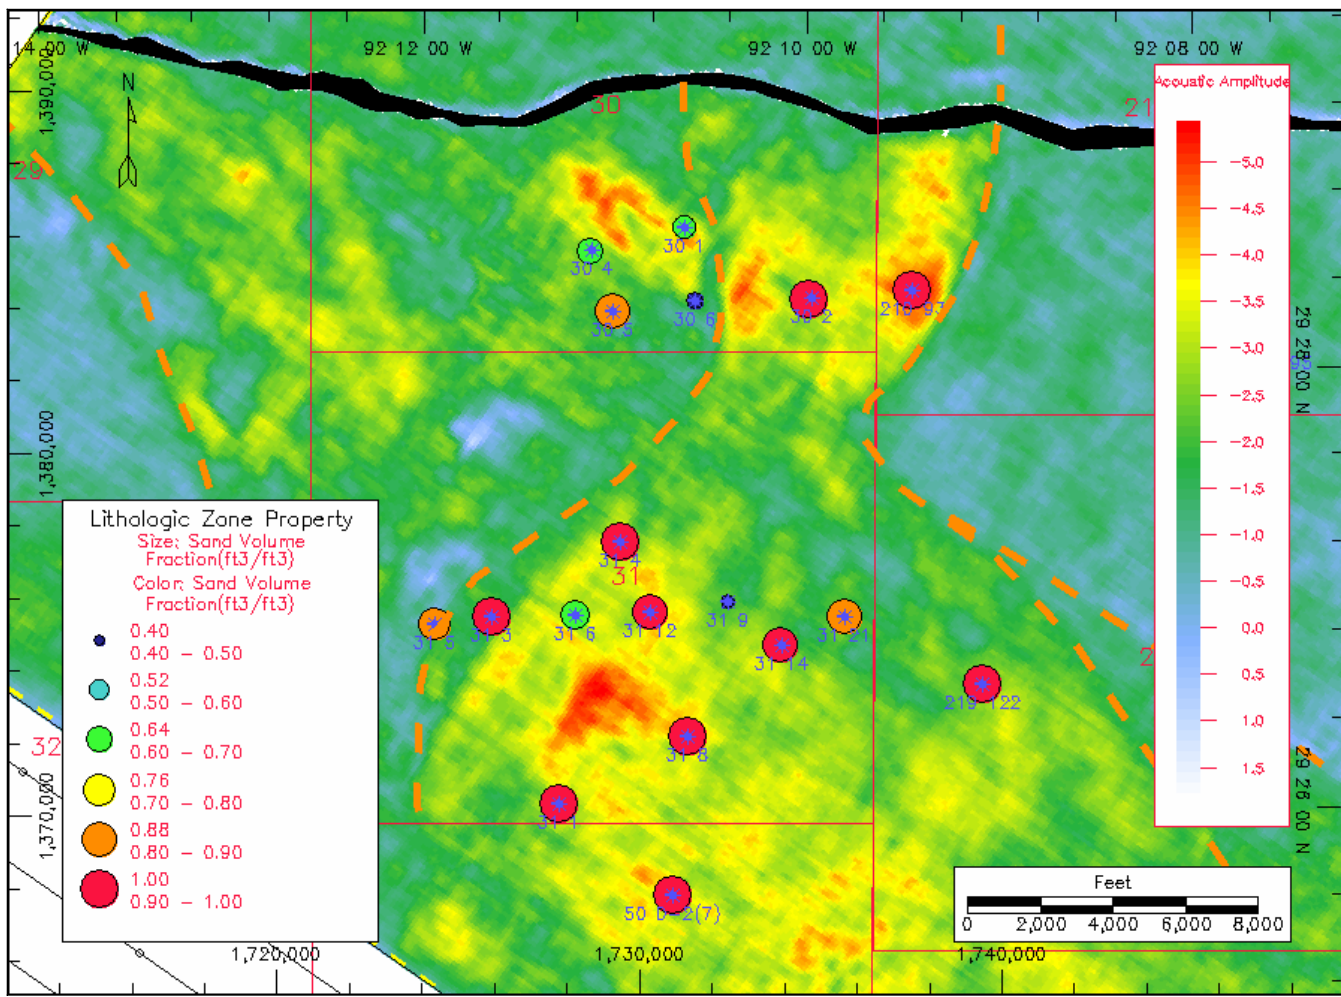 14 00 W
92 12 00 W
92 10 00 W
92 08 00 W
N
1,390,000
30
21
29
Acoustic Amplitude
-5.0
-4.5
-4.0
-3.5
-3.0
-2.5
-2.0
-1.5
-1.0
-0.5
0.0
0.5
1.0
1.5
30 1
30 4
30 5
30 6
30 2
218 93
29 28 00 N
1,380,000
Lithologic Zone Property
Size: Sand Volume
Fraction(ft3/ft3)
Color: Sand Volume
Fraction(ft3/ft3)
0.40
0.40 - 0.50
0.52
0.50 - 0.60
0.64
0.60 - 0.70
0.76
0.70 - 0.80
0.88
0.80 - 0.90
1.00
0.90 - 1.00
31 4
31
31 5
31 3
31 6
31 12
31 9
31 14
31 21
2
219 122
32
31 8
31 1
1,370,000
29 26 00 N
50 D-2(7)
Feet
0
2,000
4,000
6,000
8,000
1,720,000
1,730,000
1,740,000